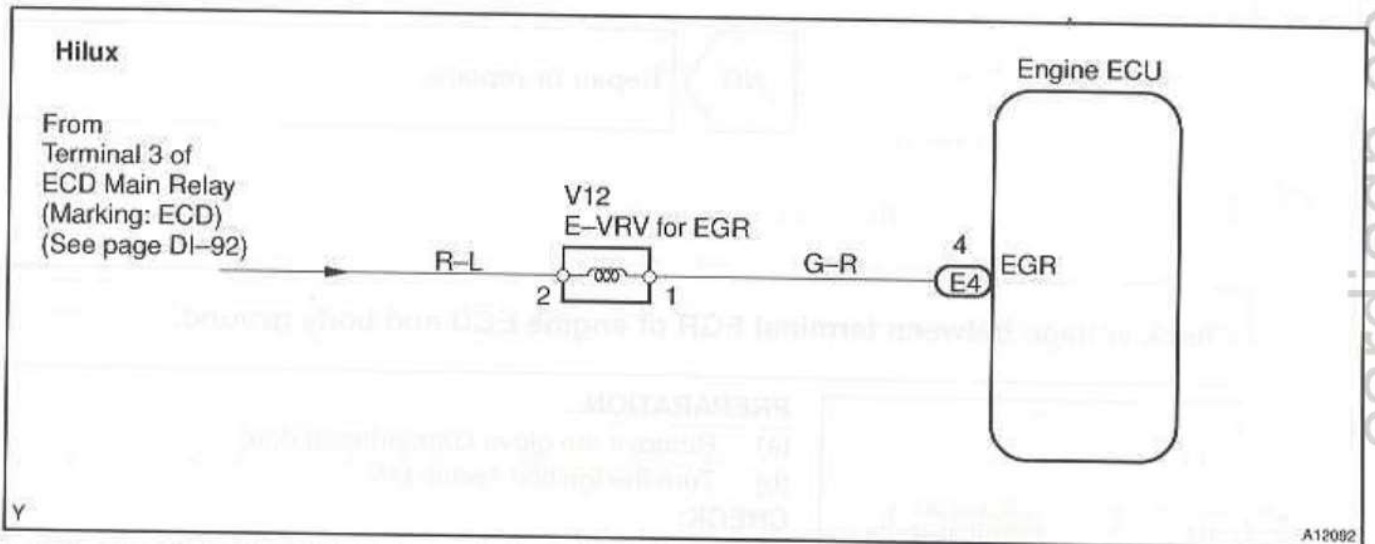 Hilux
Engine ECU
From
Terminal 3 of
ECD Main Relay
(Marking: ECD)
(See page DI–92)
V12
E–VRV for EGR
R–L
2
1
G–R
4
E4
EGR
Y
A12092